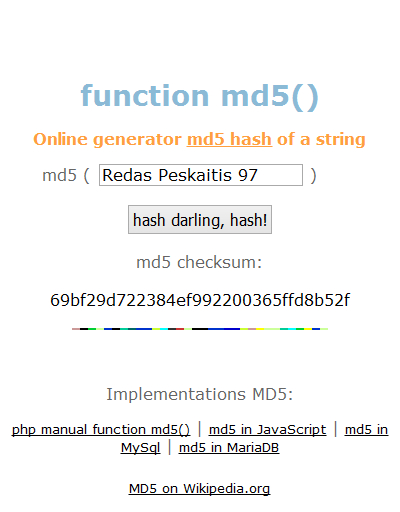 function md5()
Online generator md5 hash of a string
md5 ( Redas Peskaitis 97 )
hash darling, hash!
md5 checksum:
69bf29d722384ef992200365ffd8b52f
Implementations MD5:
php manual function md5() | md5 in JavaScript | md5 in
MySql | md5 in MariaDB
MD5 on Wikipedia.org